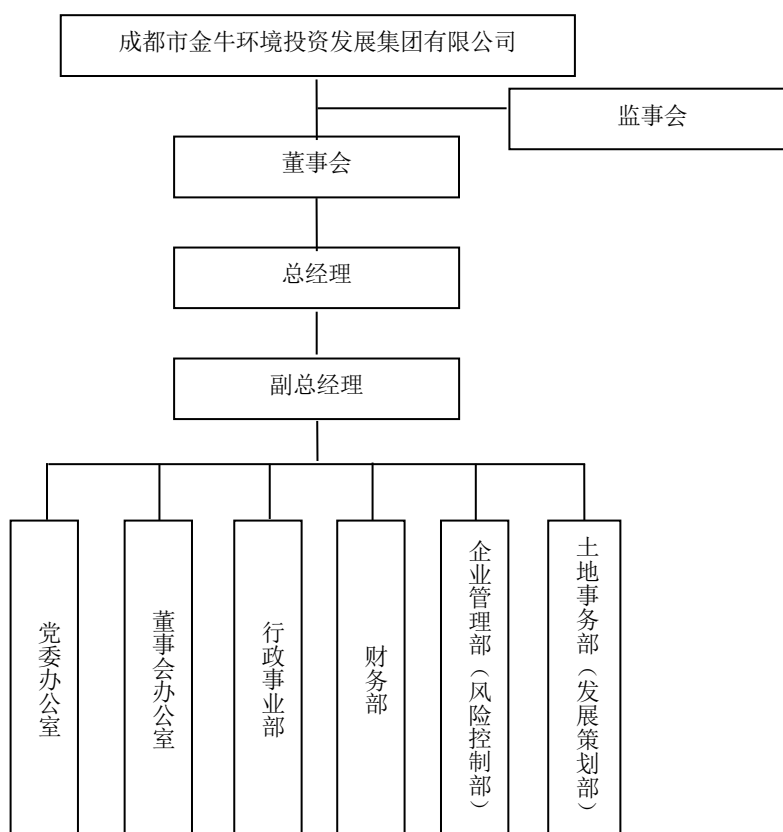 成都市金牛环境投资发展集团有限公司
监事会
董事会
总经理
副总经理
党委办公室
董事会办公室
行政事业部
财务部
企业管理部（风险控制部）
土地事务部（发展策划部）